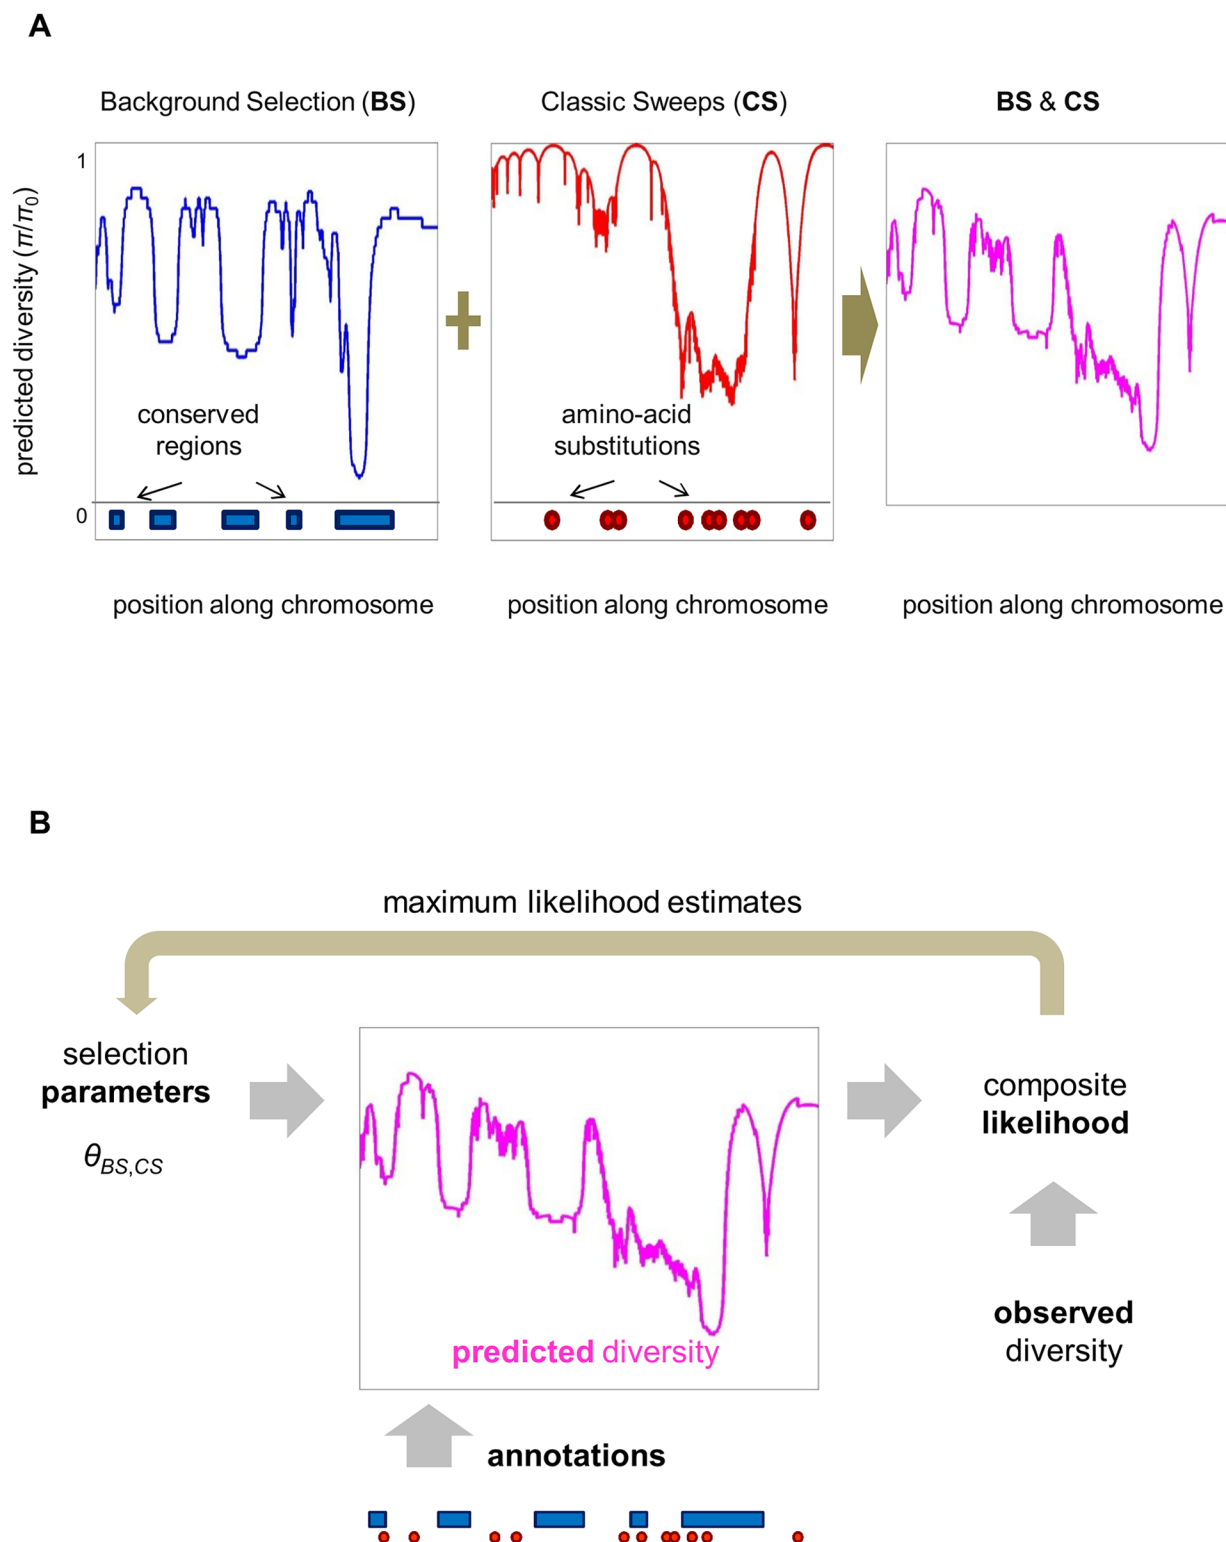 A
Background Selection (BS)
Classic Sweeps (CS)
BS & CS
predicted diversity (π/π0)
1
0
conserved
regions
amino-acid
substitutions
position along chromosome
position along chromosome
position along chromosome
B
maximum likelihood estimates
selection
parameters
θBS,CS
composite
likelihood
observed
diversity
predicted diversity
annotations